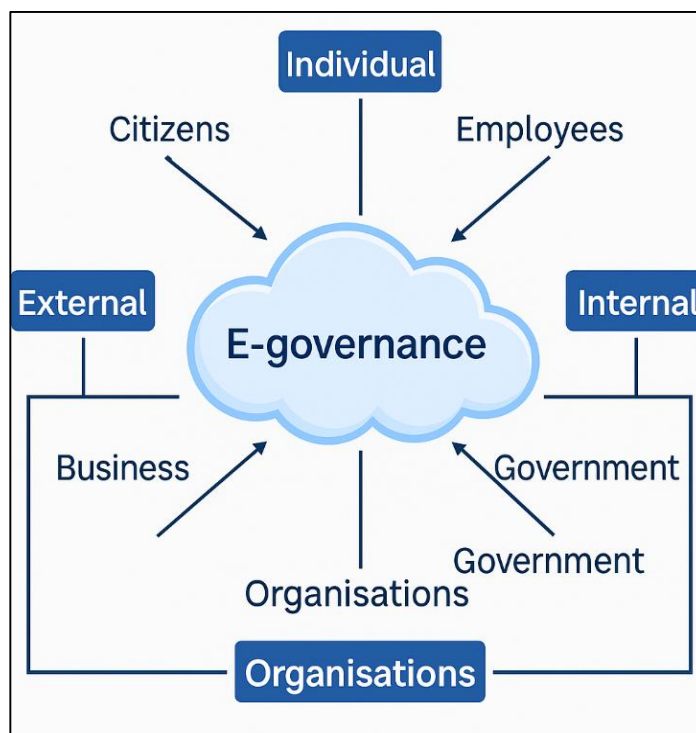 Individual
Citizens
Employees
External
Internal
E-governance
Business
Government
Government
Organisations
Organisations